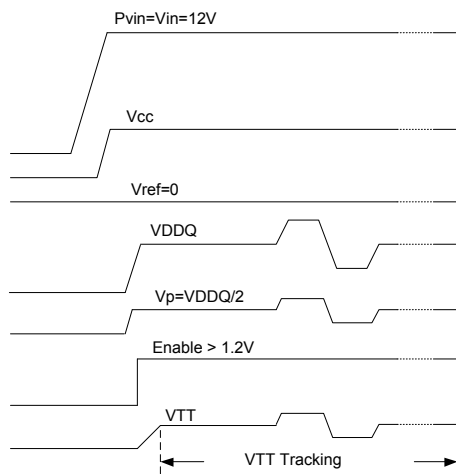 Pvin=Vin=12V
Vcc
Vref=0
VDDQ
Vp=VDDQ/2
Enable > 1.2V
VTT
VTT Tracking